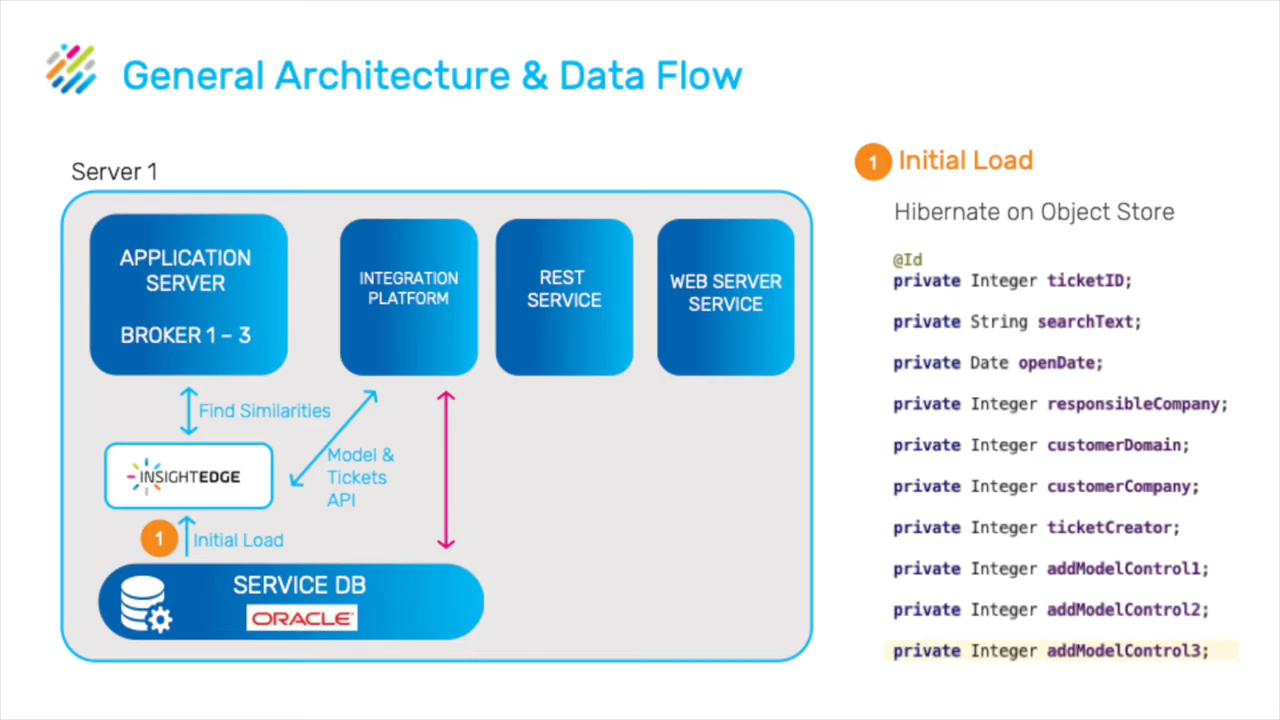 General Architecture & Data Flow
Server 1
APPLICATION
SERVER
BROKER 1 – 3
INTEGRATION
PLATFORM
REST
SERVICE
WEB SERVER
SERVICE
Find Similarities
Model &
Tickets
API
INSIGHTEDGE
1
Initial Load
SERVICE DB
ORACLE
1 Initial Load
Hibernate on Object Store
@Id
private Integer ticketID;
private String searchText;
private Date openDate;
private Integer responsibleCompany;
private Integer customerDomain;
private Integer customerCompany;
private Integer ticketCreator;
private Integer addModelControl1;
private Integer addModelControl2;
private Integer addModelControl3;